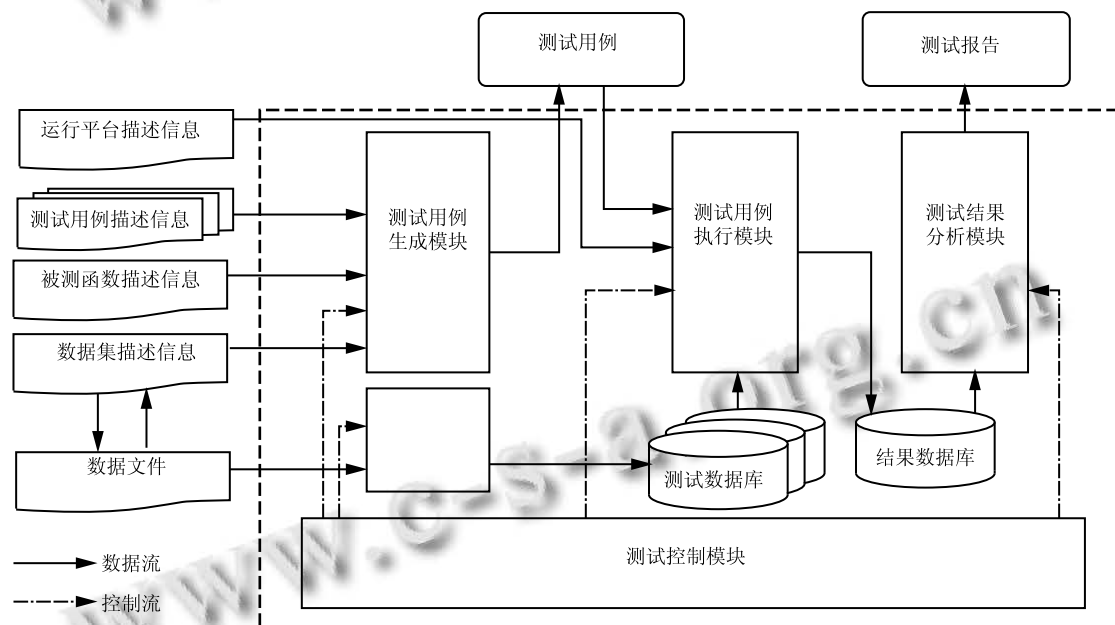 测试用例
测试报告
运行平台描述信息
测试用例描述信息
被测函数描述信息
数据集描述信息
数据文件
测试用例
生成模块
测试用例
执行模块
测试结果
分析模块
测试数据库
结果数据库
测试控制模块
数据流
控制流
www.c-s-a.org.cn